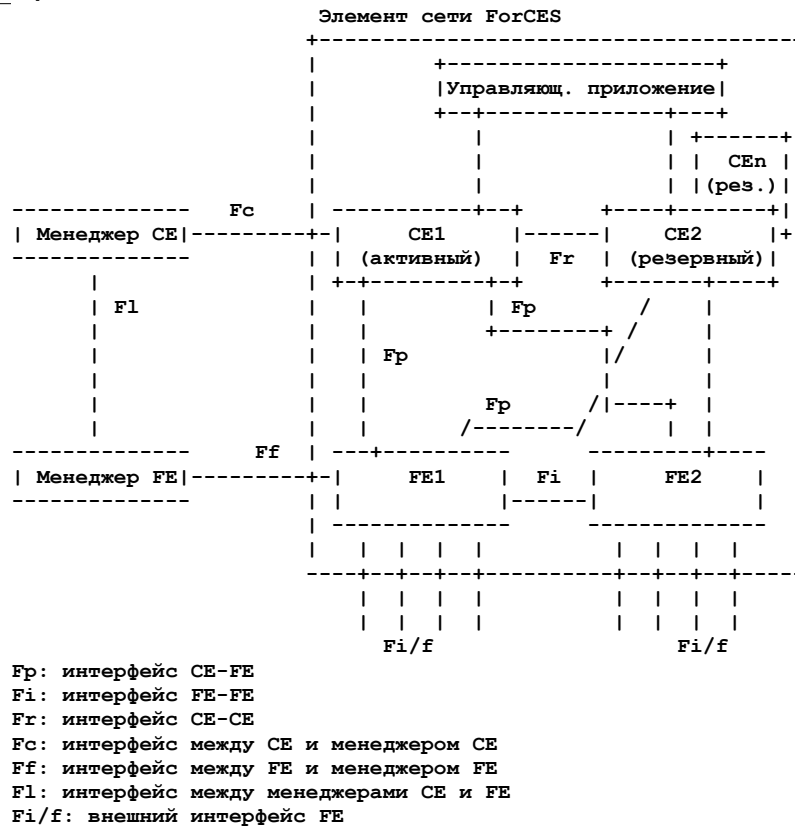 Элемент сети ForCES
Управляющ. приложение
CEn
(рез.)
Fc
Менеджер CE
CE1
CE2
(активный)
Fr
(резервный)
Fl
Fp
Fp
Fp
Ff
Менеджер FE
FE1
Fi
FE2
Fi/f
Fi/f
Fp: интерфейс CE-FE
Fi: интерфейс FE-FE
Fr: интерфейс CE-CE
Fc: интерфейс между CE и менеджером CE
Ff: интерфейс между FE и менеджером FE
Fl: интерфейс между менеджерами CE и FE
Fi/f: внешний интерфейс FE